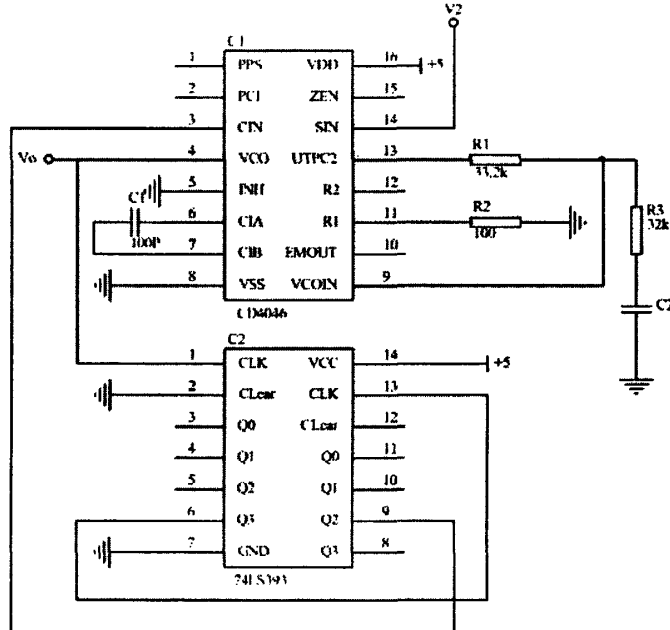 V2
C1
1 PPS VDD 16 +5
2 PCI ZEN 15
3 CIN SIN 14
Vo 4 VCO UTPC2 13 R1 33.2k
5 INH R2 12
C1 100P 6 CIA R1 11 R2 100
R3 32k
7 CIB EMOUT 10
8 VSS VCOIN 9
C2
CD4046
C2
1 CLK VCC 14 +5
2 CLear CLK 13
3 Q0 CLear 12
4 Q1 Q0 11
5 Q2 Q1 10
6 Q3 Q2 9
7 GND Q3 8
74LS393